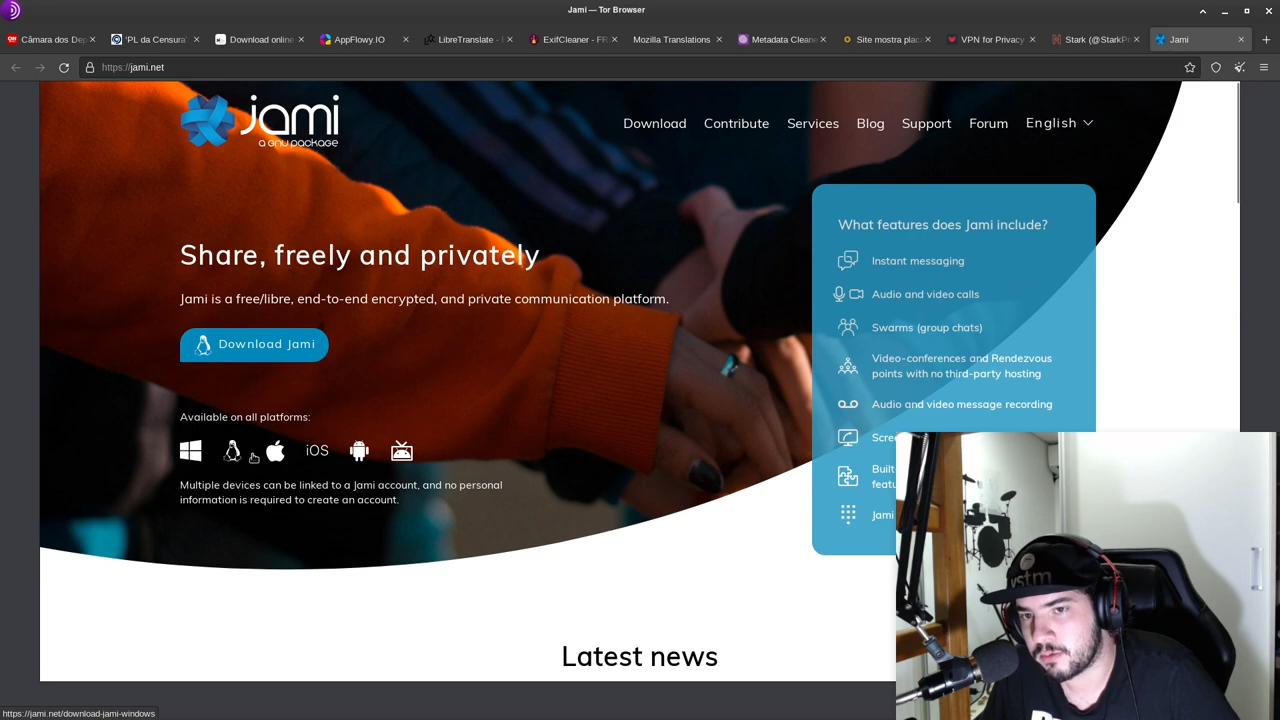 Jami — Tor Browser
Câmara dos Dep
'PL da Censura'
Download online
AppFlowy.IO
LibreTranslate -
ExifCleaner - FR
Mozilla Translations
Metadata Cleane
Site mostra plac
VPN for Privacy
Stark (@StarkPr
Jami
https://jami.net
jami
a GNU package
Download
Contribute
Services
Blog
Support
Forum
English
What features does Jami include?
Share, freely and privately
Instant messaging
Jami is a free/libre, end-to-end encrypted, and private communication platform.
Audio and video calls
Swarms (group chats)
Download Jami
Video-conferences and Rendezvous
points with no third-party hosting
Audio and video message recording
Available on all platforms:
Scre
iOS
Built
featu
Multiple devices can be linked to a Jami account, and no personal
information is required to create an account.
Jami
Latest news
https://jami.net/download-jami-windows